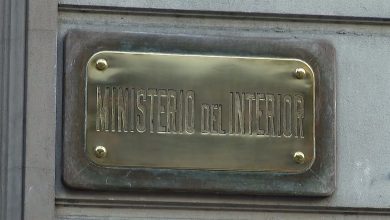 MINISTERIO DEL INTERIOR